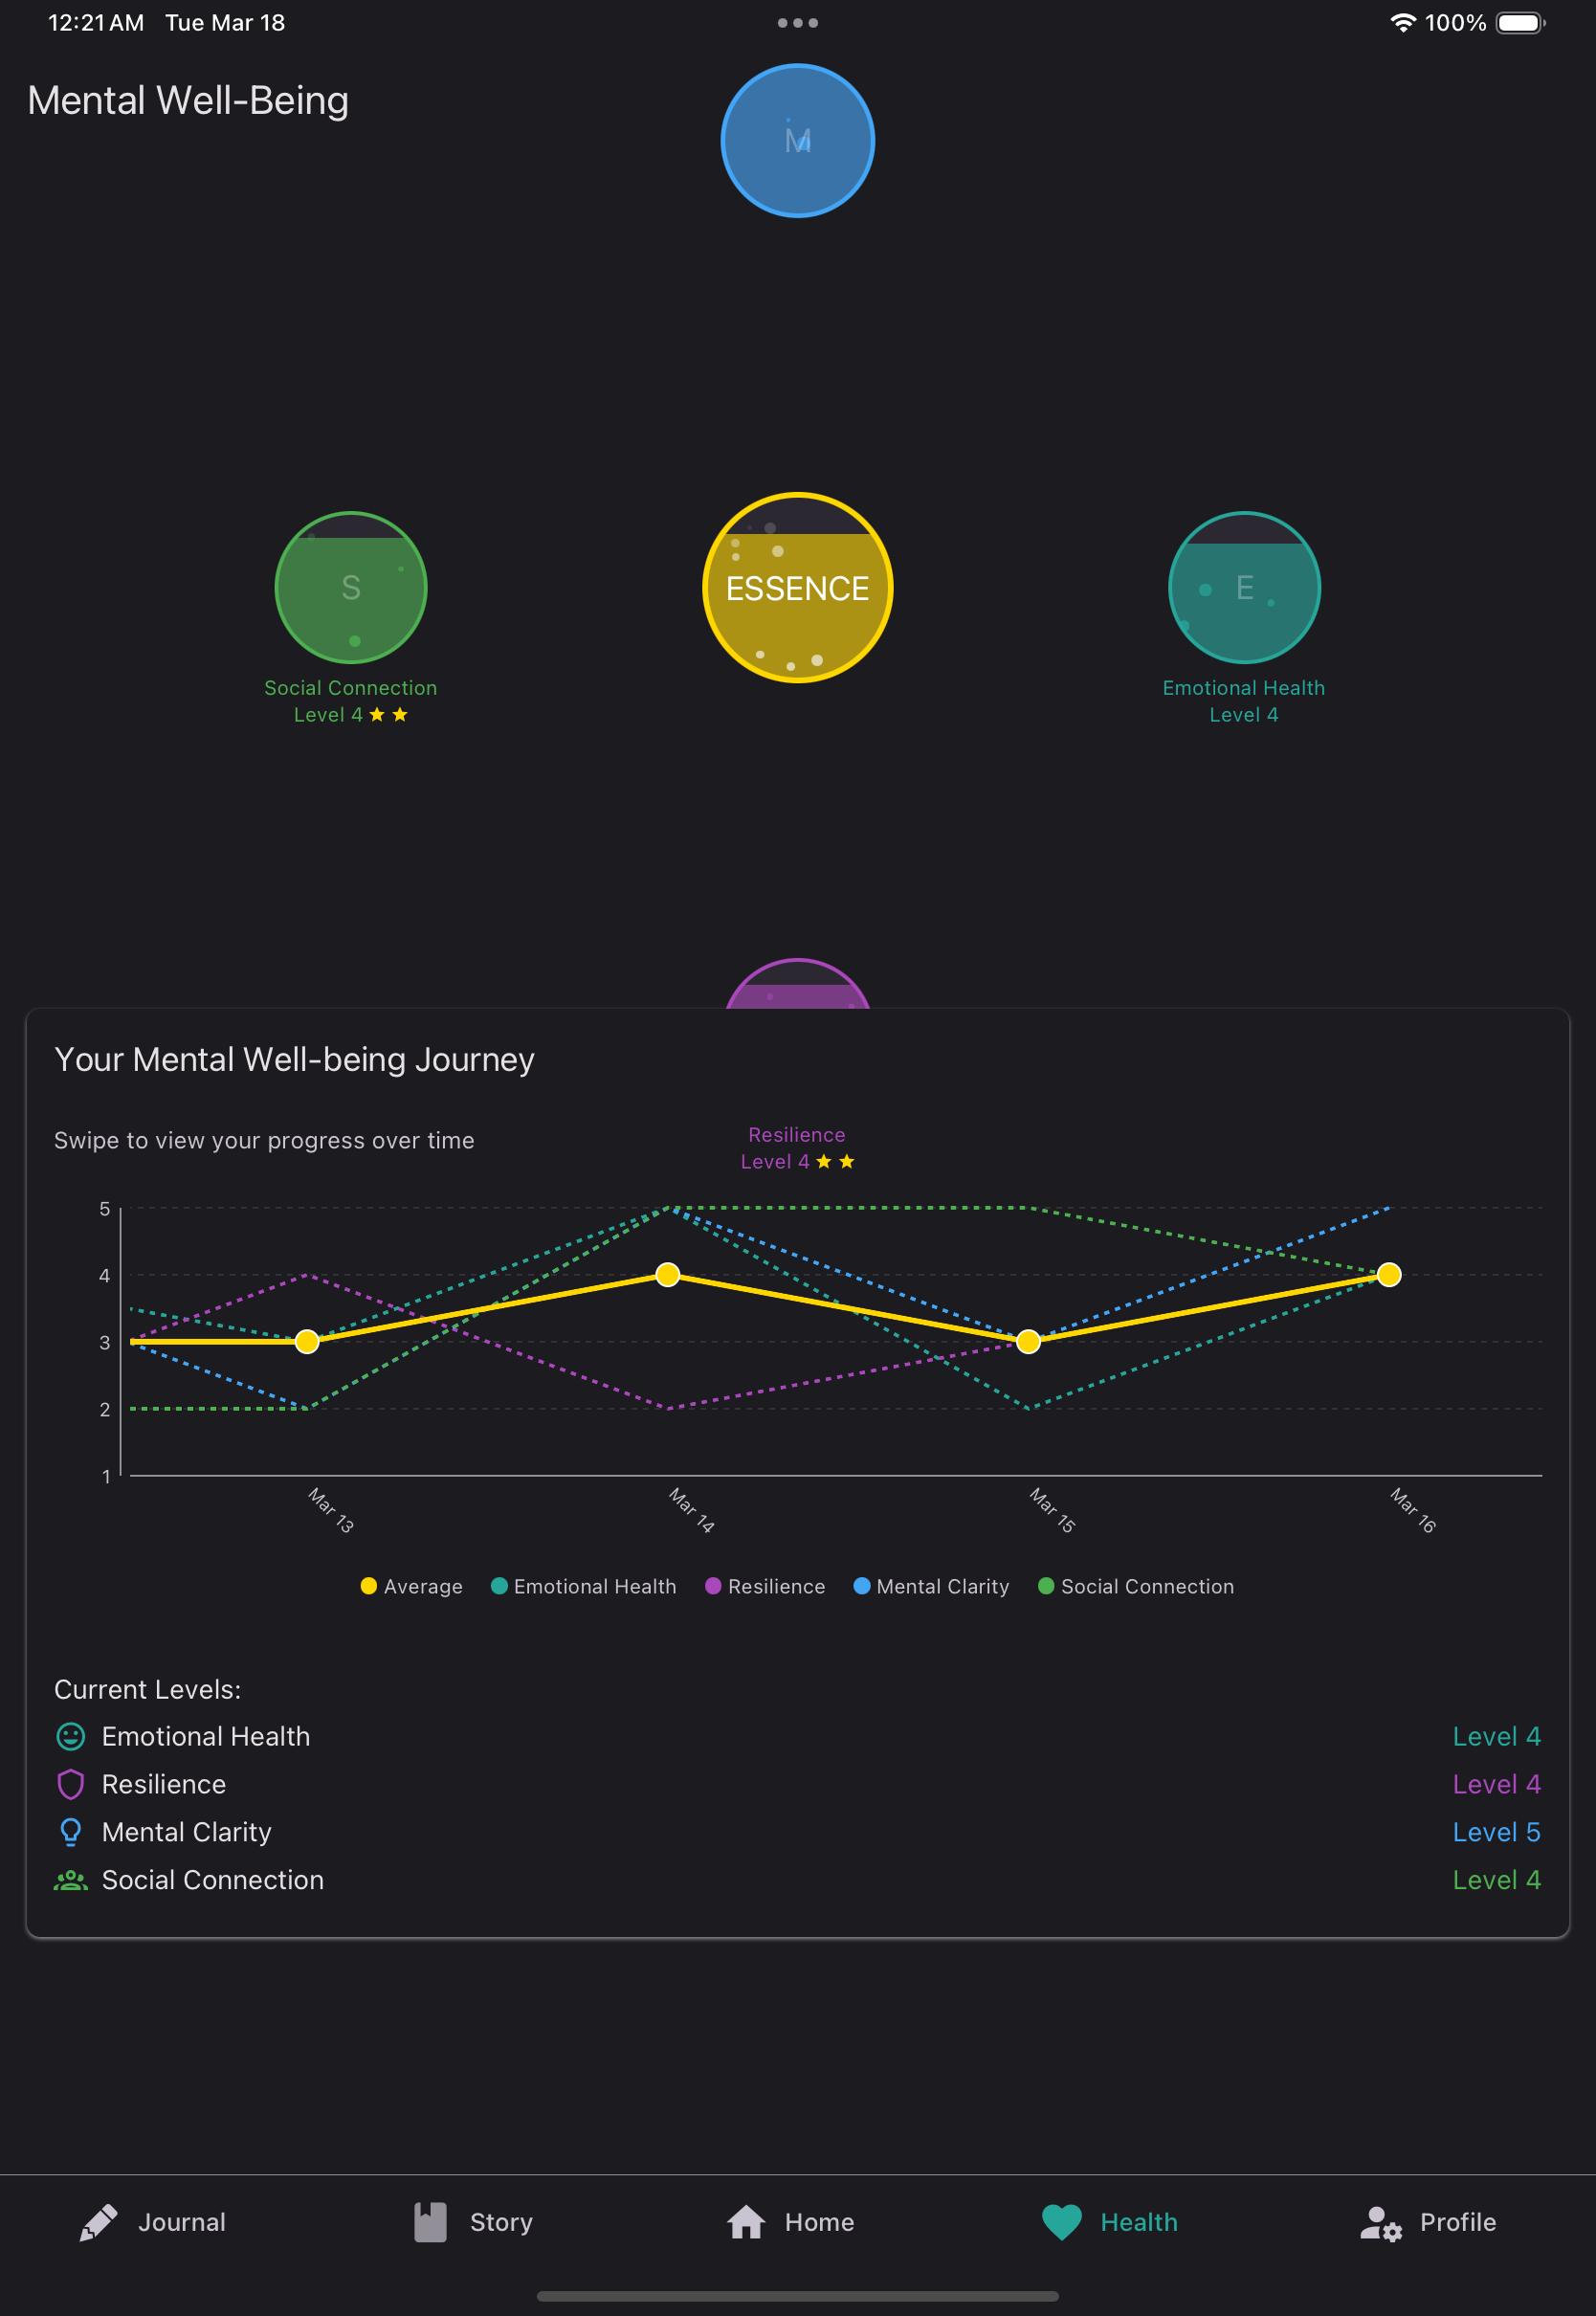 12:21 AM Tue Mar 18
100%
Mental Well-Being
M
S
ESSENCE
E
Social Connection
Level 4
Emotional Health
Level 4
Your Mental Well-being Journey
Swipe to view your progress over time
Resilience
Level 4
5
4
3
2
1
Mar 13
Mar 14
Mar 15
Mar 16
Average Emotional Health Resilience Mental Clarity Social Connection
Current Levels:
Emotional Health Level 4
Resilience Level 4
Mental Clarity Level 5
Social Connection Level 4
Journal Story Home Health Profile